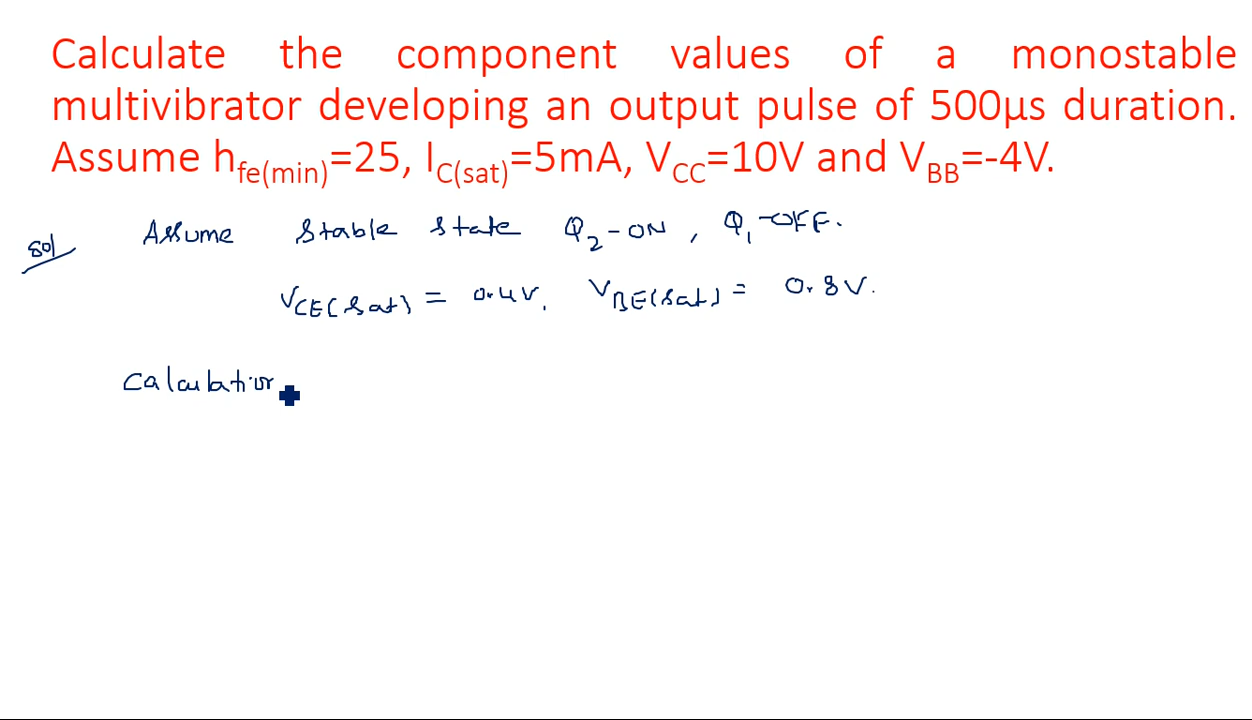 Calculate the component values of a monostable
multivibrator developing an output pulse of 500µs duration.
Assume hfe(min)=25, IC(sat)=5mA, VCC=10V and VBB=-4V.
Sol Assume stable state Q2-ON, Q1-OFF.
VCE(sat) = 0.4V, VBE(sat) = 0.8V.
Calculation